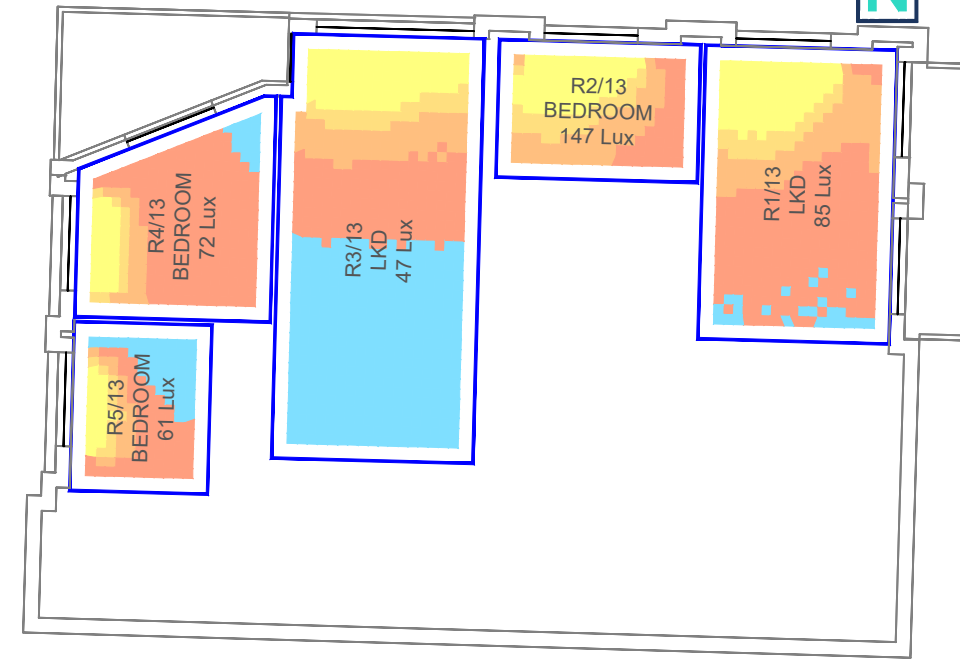 R2/13
BEDROOM
147 Lux
R1/13
LKD
85 Lux
R3/13
LKD
47 Lux
R4/13
BEDROOM
72 Lux
R5/13
BEDROOM
61 Lux